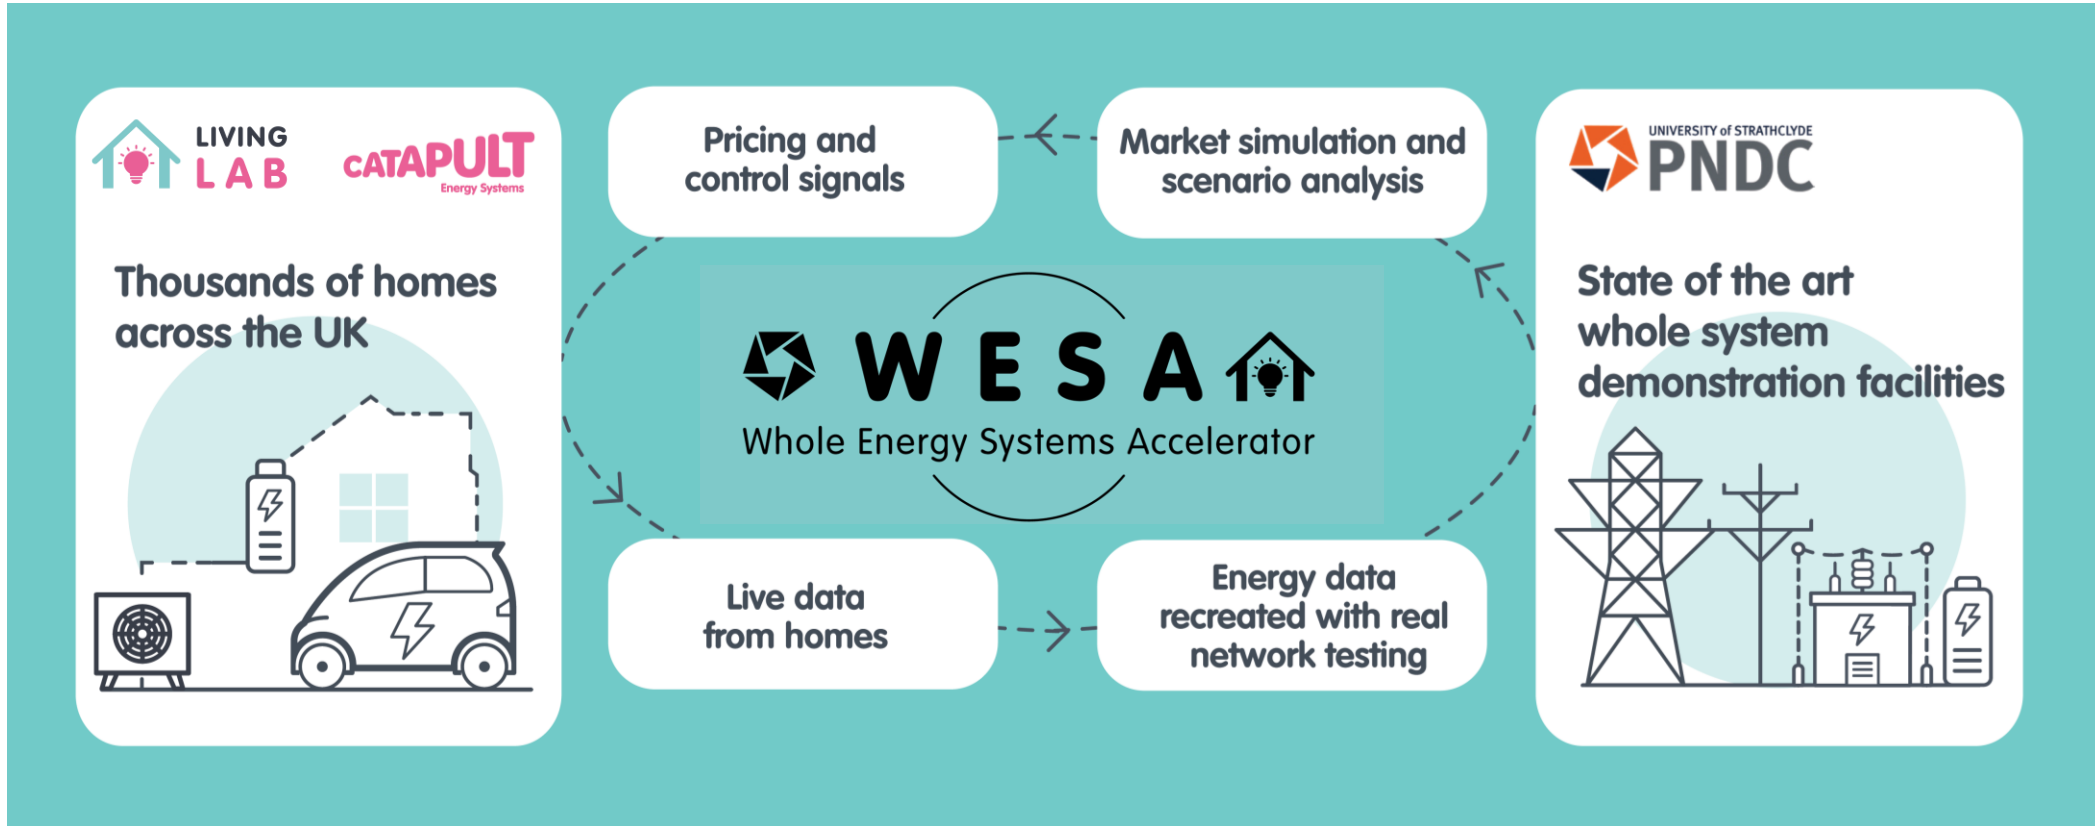 LIVING
LAB
CATAPULT
Energy Systems
Thousands of homes
across the UK
Pricing and
control signals
Market simulation and
scenario analysis
WESA
Whole Energy Systems Accelerator
Live data
from homes
Energy data
recreated with real
network testing
UNIVERSITY of STRATHCLYDE
PNDC
State of the art
whole system
demonstration facilities